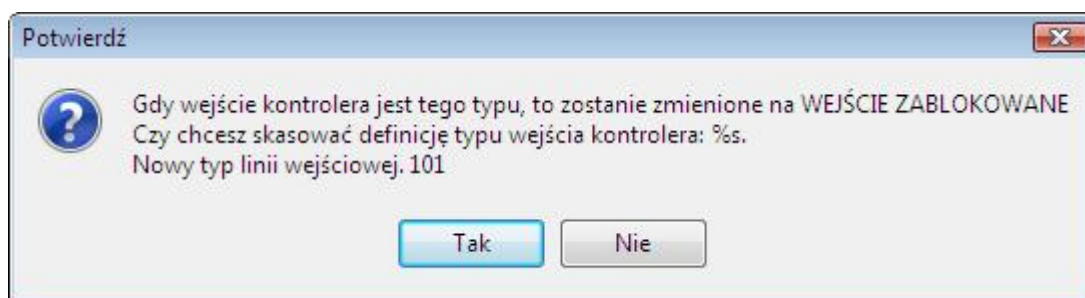 Potwierdź
Gdy wejście kontrolera jest tego typu, to zostanie zmienione na WEJŚCIE ZABLOKOWANE
Czy chcesz skasować definicję typu wejścia kontrolera: %s.
Nowy typ linii wejściowej. 101
Tak
Nie